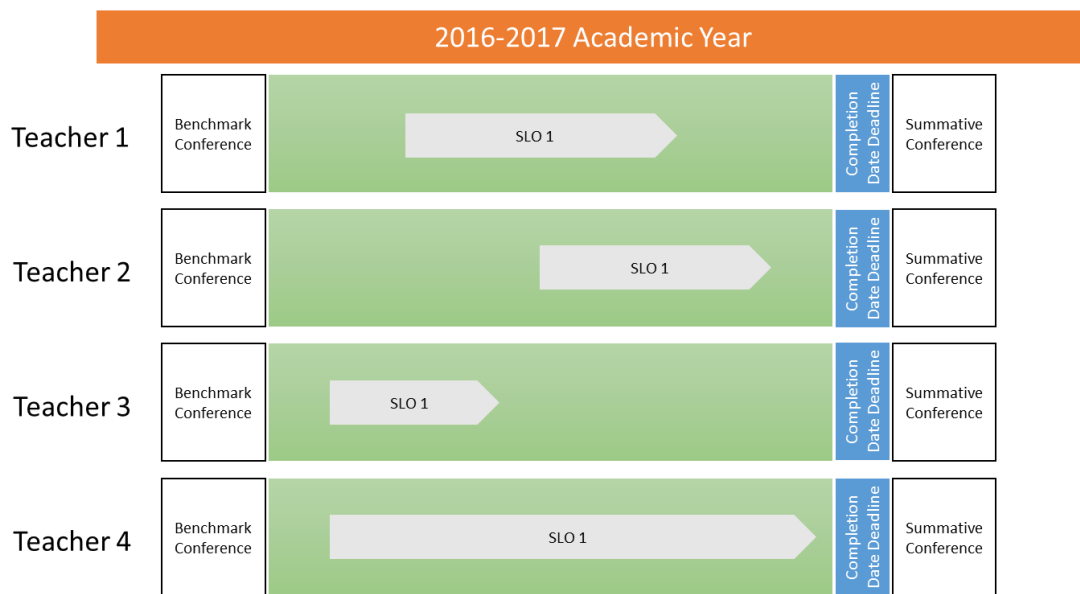 2016-2017 Academic Year
Teacher 1
Benchmark
Conference
SLO 1
Completion
Date Deadline
Summative
Conference
Teacher 2
Benchmark
Conference
SLO 1
Completion
Date Deadline
Summative
Conference
Teacher 3
Benchmark
Conference
SLO 1
Completion
Date Deadline
Summative
Conference
Teacher 4
Benchmark
Conference
SLO 1
Completion
Date Deadline
Summative
Conference